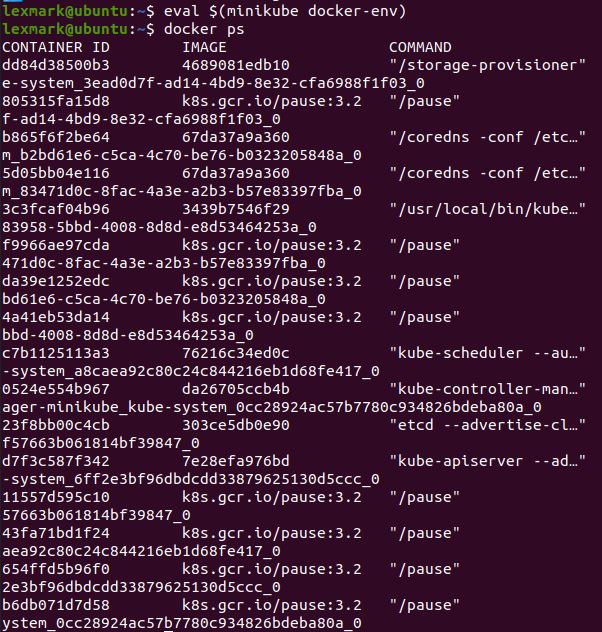 lexmark@ubuntu:~$ eval $(minikube docker-env)
lexmark@ubuntu:~$ docker ps
CONTAINER ID        IMAGE                  COMMAND
dd84d38500b3        4689081edb10           "/storage-provisioner"
e-system_3ead0d7f-ad14-4bd9-8e32-cfa6988f1f03_0
805315fa15d8        k8s.gcr.io/pause:3.2   "/pause"
f-ad14-4bd9-8e32-cfa6988f1f03_0
b865f6f2be64        67da37a9a360           "/coredns -conf /etc…"
m_b2bd61e6-c5ca-4c70-be76-b0323205848a_0
5d05bb04e116        67da37a9a360           "/coredns -conf /etc…"
m_83471d0c-8fac-4a3e-a2b3-b57e83397fba_0
3c3fcaf04b96        3439b7546f29           "/usr/local/bin/kube…"
83958-5bbd-4008-8d8d-e8d53464253a_0
f9966ae97cda        k8s.gcr.io/pause:3.2   "/pause"
471d0c-8fac-4a3e-a2b3-b57e83397fba_0
da39e1252edc        k8s.gcr.io/pause:3.2   "/pause"
bd61e6-c5ca-4c70-be76-b0323205848a_0
4a41eb53da14        k8s.gcr.io/pause:3.2   "/pause"
bbd-4008-8d8d-e8d53464253a_0
c7b1125113a3        76216c34ed0c           "kube-scheduler --au…"
-system_a8caea92c80c24c844216eb1d68fe417_0
0524e554b967        da26705ccb4b           "kube-controller-man…"
ager-minikube_kube-system_0cc28924ac57b7780c934826bdeba80a_0
23f8bb00c4cb        303ce5db0e90           "etcd --advertise-cl…"
f57663b061814bf39847_0
d7f3c587f342        7e28efa976bd           "kube-apiserver --ad…"
-system_6ff2e3bf96dbdcdd33879625130d5ccc_0
11557d595c10        k8s.gcr.io/pause:3.2   "/pause"
57663b061814bf39847_0
43fa71bd1f24        k8s.gcr.io/pause:3.2   "/pause"
aea92c80c24c844216eb1d68fe417_0
654ffd5b96f0        k8s.gcr.io/pause:3.2   "/pause"
2e3bf96dbdcdd33879625130d5ccc_0
b6db071d7d58        k8s.gcr.io/pause:3.2   "/pause"
ystem_0cc28924ac57b7780c934826bdeba80a_0